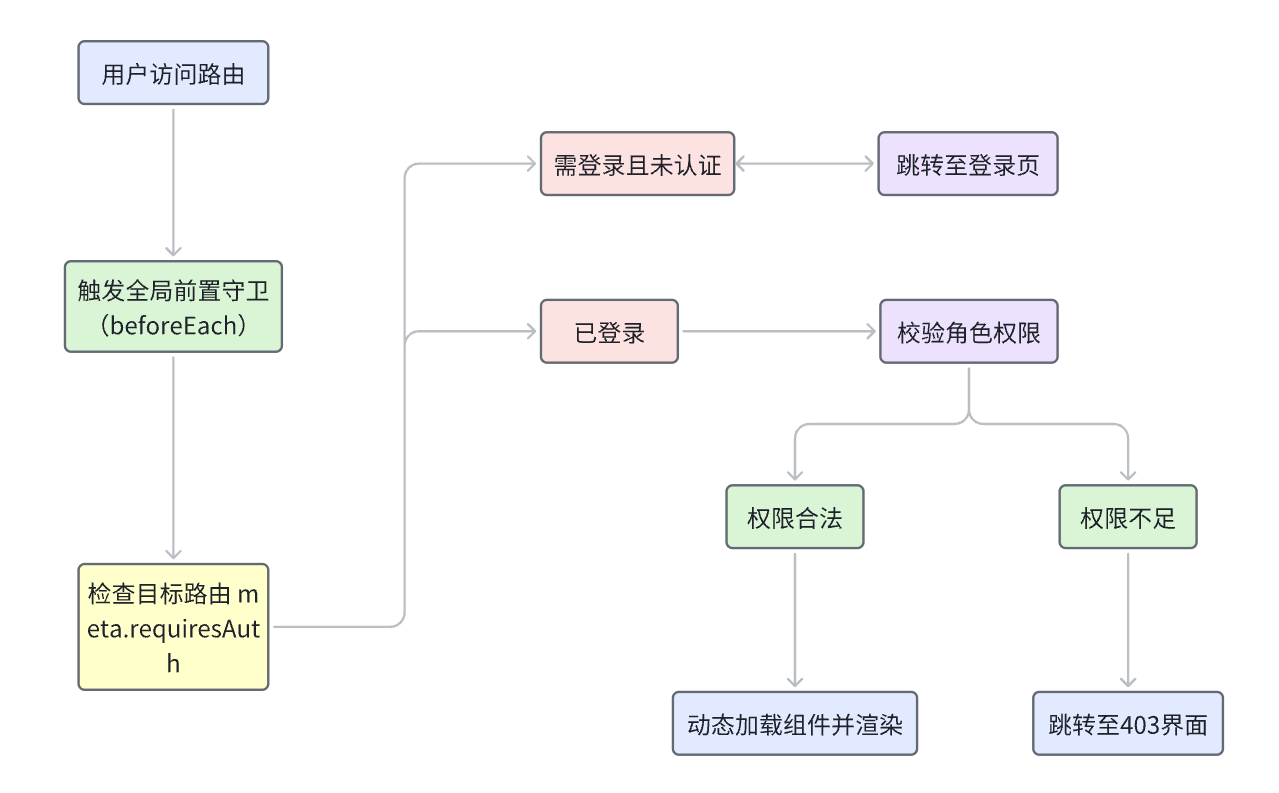 用户访问路由
需登录且未认证
跳转至登录页
触发全局前置守卫
（beforeEach）
已登录
校验角色权限
权限合法
权限不足
检查目标路由 m
eta.requiresAut
h
动态加载组件并渲染
跳转至403界面